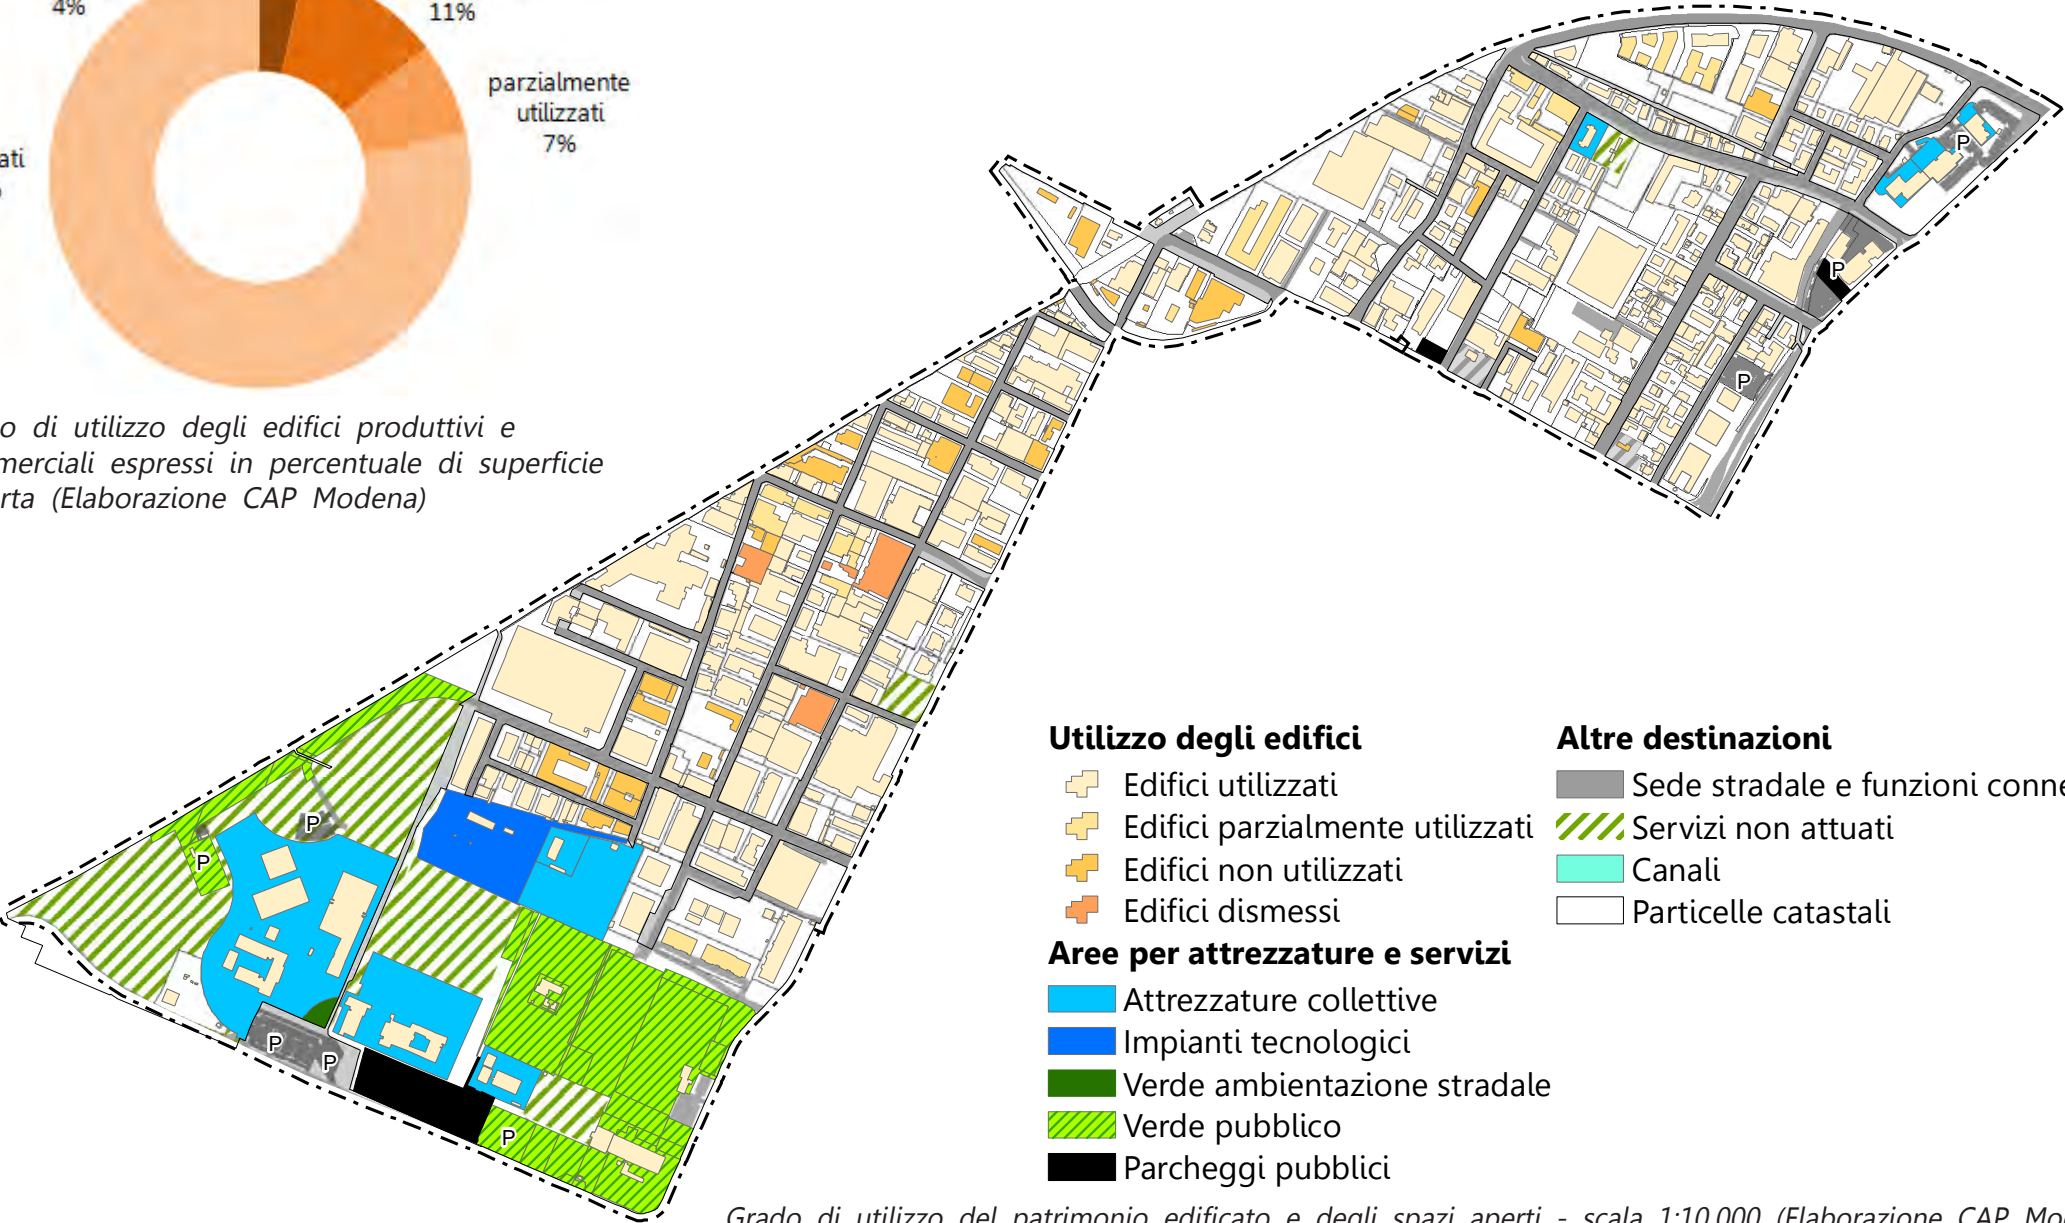 4%
11%
parzialmente
utilizzati
7%
ati
o di utilizzo degli edifici produttivi e
merciali espressi in percentuale di superficie
rta (Elaborazione CAP Modena)
P
P
P
P
P
P
P
P
Utilizzo degli edifici
Edifici utilizzati
Edifici parzialmente utilizzati
Edifici non utilizzati
Edifici dismessi
Aree per attrezzature e servizi
Attrezzature collettive
Impianti tecnologici
Verde ambientazione stradale
Verde pubblico
Parcheggi pubblici
Altre destinazioni
Sede stradale e funzioni conne
Servizi non attuati
Canali
Particelle catastali
Grado di utilizzo del patrimonio edificato e degli spazi aperti - scala 1:10.000 (Elaborazione CAP Mo